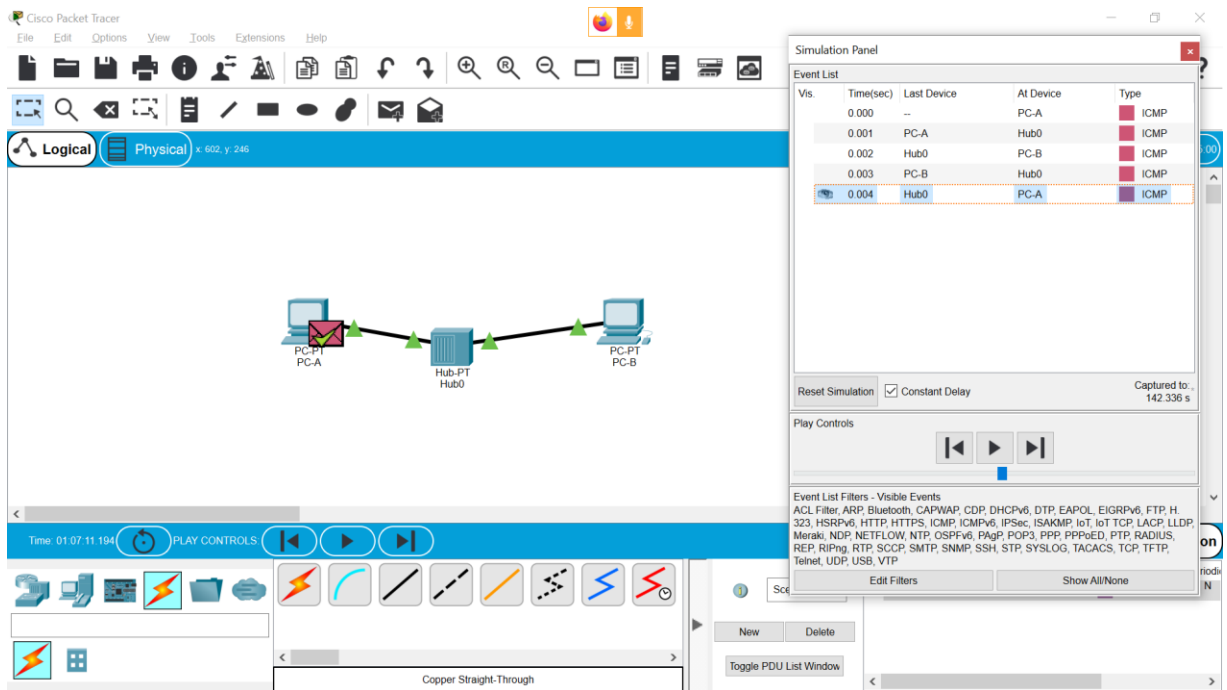 Cisco Packet Tracer
File Edit Options View Tools Extensions Help
Logical
Physical
x: 602, y: 246
PC-PT
PC-A
Hub-PT
Hub0
PC-PT
PC-B
Simulation Panel
Event List
Vis. Time(sec) Last Device At Device Type
0.000 -- PC-A ICMP
0.001 PC-A Hub0 ICMP
0.002 Hub0 PC-B ICMP
0.003 PC-B Hub0 ICMP
0.004 Hub0 PC-A ICMP
Reset Simulation
Constant Delay
Captured to:
142.336 s
Play Controls
Event List Filters - Visible Events
ACL Filter, ARP, Bluetooth, CAPWAP, CDP, DHCPv6, DTP, EAPOL, EIGRPv6, FTP, H.
323, HSRPv6, HTTP, HTTPS, ICMP, ICMPv6, IPSec, ISAKMP, IoT, IoT TCP, LACP, LLDP,
Meraki, NDP, NETFLOW, NTP, OSPFv6, PAgP, POP3, PPP, PPPoED, PTP, RADIUS,
REP, RIPng, RTP, SCCP, SMTP, SNMP, SSH, STP, SYSLOG, TACACS, TCP, TFTP,
Telnet, UDP, USB, VTP
Edit Filters
Show All/None
Time: 01:07:11.194
PLAY CONTROLS:
New
Delete
Toggle PDU List Window
N
Copper Straight-Through